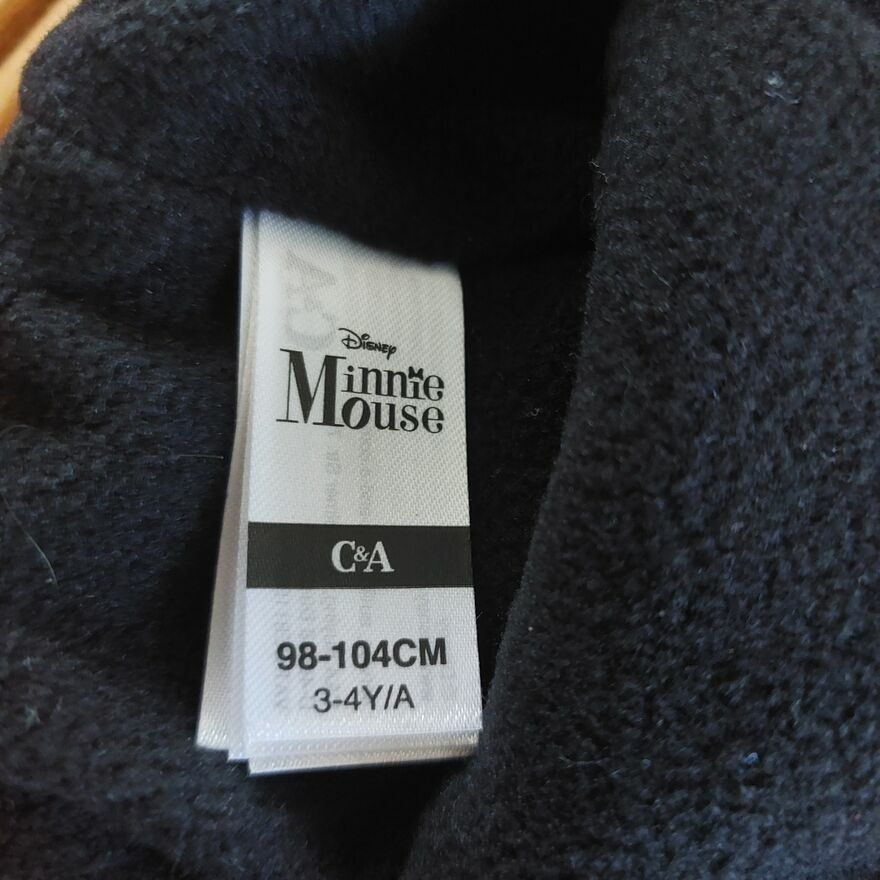 Disney
Minnie
Mouse
C&A
98-104CM
3-4Y/A